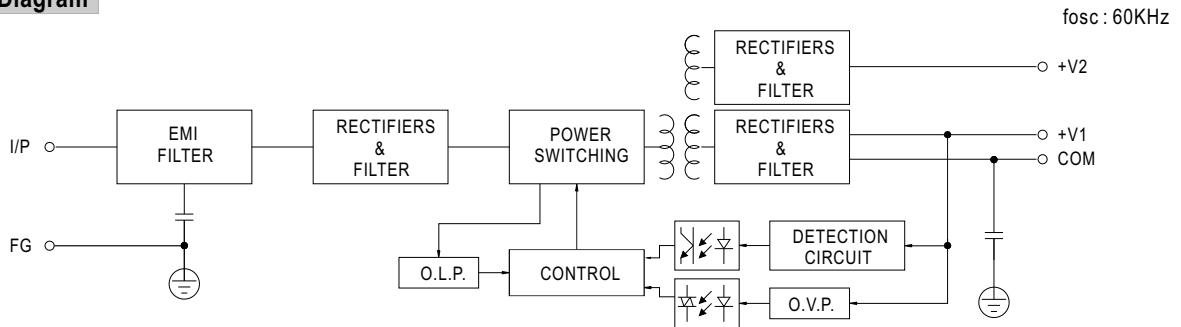 Diagram
fosc : 60KHz
RECTIFIERS
&
FILTER
+V2
I/P
EMI
FILTER
RECTIFIERS
&
FILTER
POWER
SWITCHING
RECTIFIERS
&
FILTER
+V1
COM
FG
O.L.P.
CONTROL
DETECTION
CIRCUIT
O.V.P.